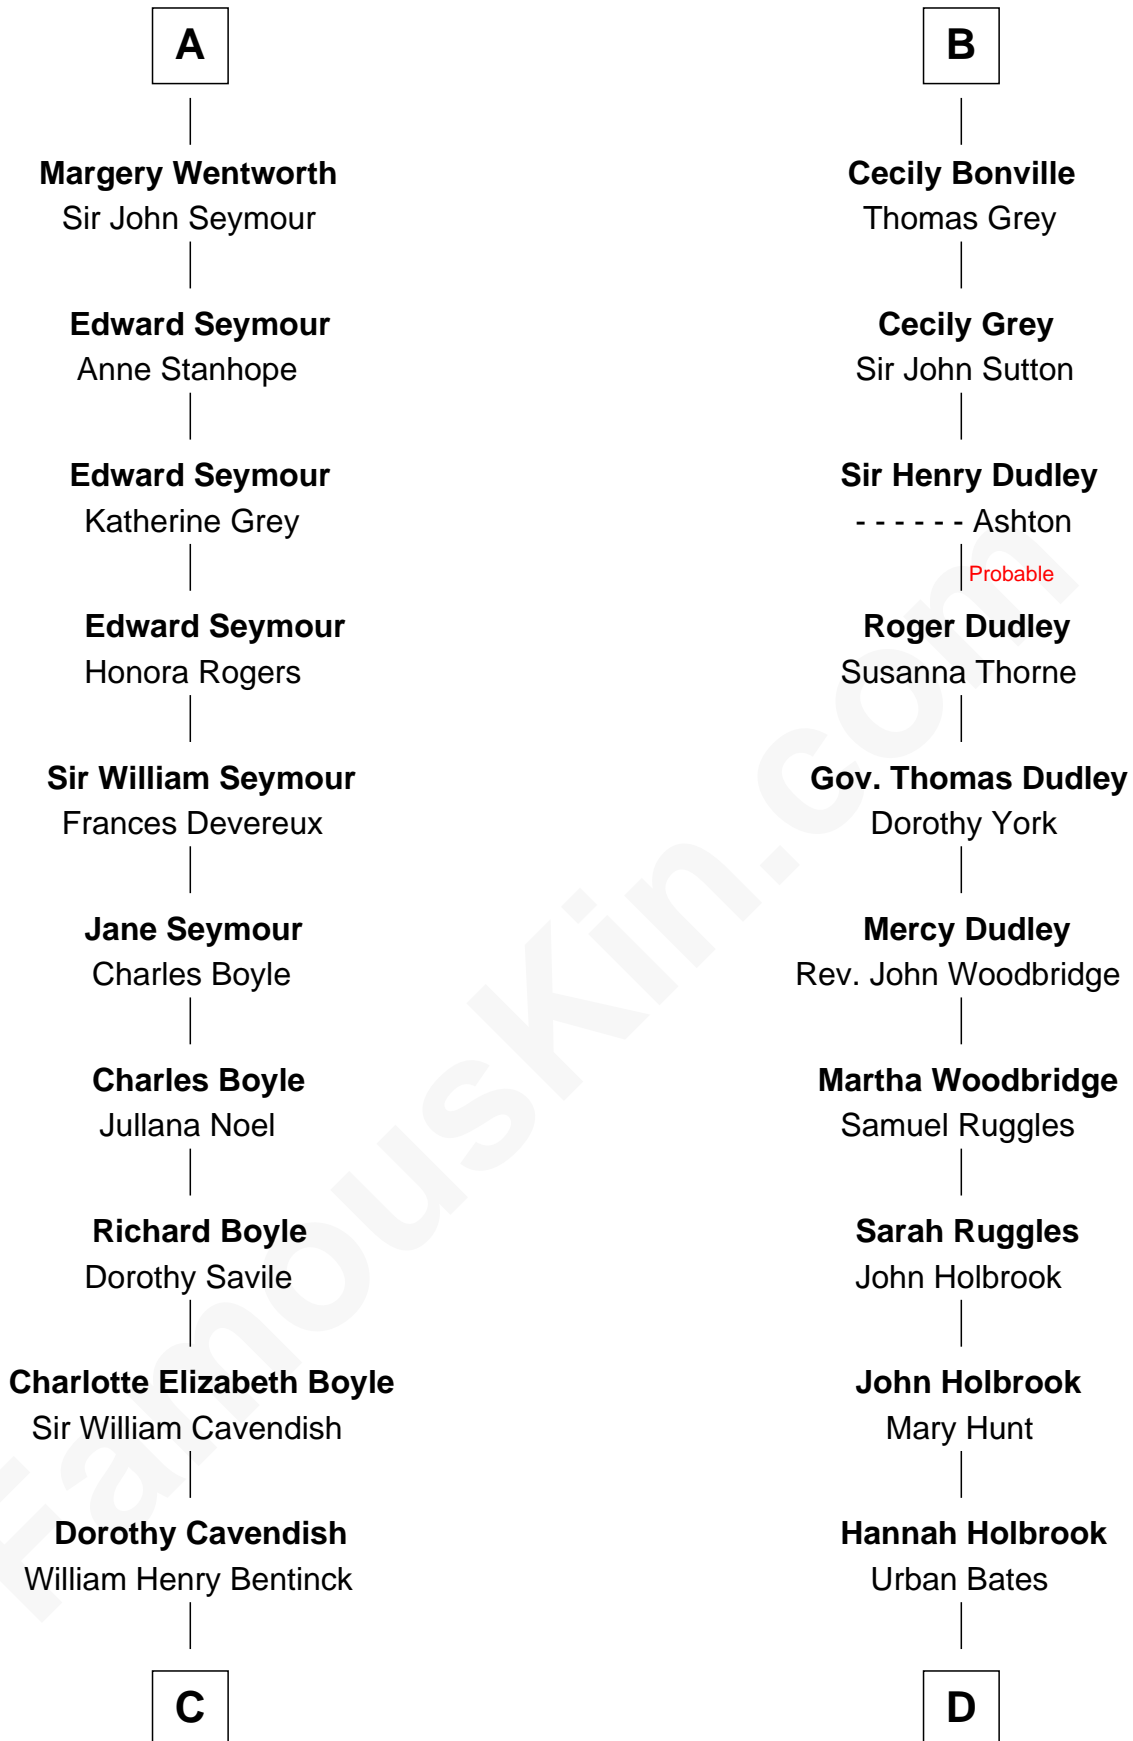 A
Margery Wentworth
Sir John Seymour
Edward Seymour
Anne Stanhope
Edward Seymour
Katherine Grey
Edward Seymour
Honora Rogers
Sir William Seymour
Frances Devereux
Jane Seymour
Charles Boyle
Charles Boyle
Jullana Noel
Richard Boyle
Dorothy Savile
Charlotte Elizabeth Boyle
Sir William Cavendish
Dorothy Cavendish
William Henry Bentinck
C
B
Cecily Bonville
Thomas Grey
Cecily Grey
Sir John Sutton
Sir Henry Dudley
- - - - - - Ashton
Probable
Roger Dudley
Susanna Thorne
Gov. Thomas Dudley
Dorothy York
Mercy Dudley
Rev. John Woodbridge
Martha Woodbridge
Samuel Ruggles
Sarah Ruggles
John Holbrook
John Holbrook
Mary Hunt
Hannah Holbrook
Urban Bates
D
FamousKin.com